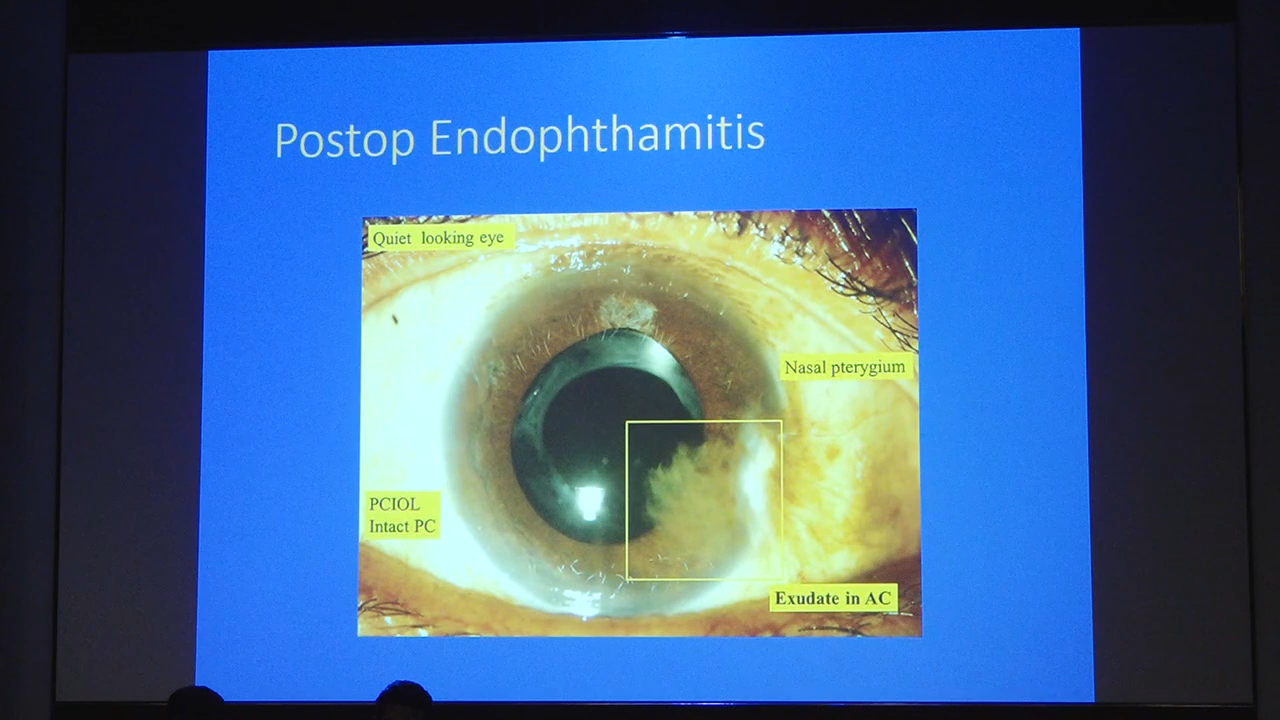 Postop Endophthamitis
Quiet looking eye
Nasal pterygium
PCIOL
Intact PC
Exudate in AC